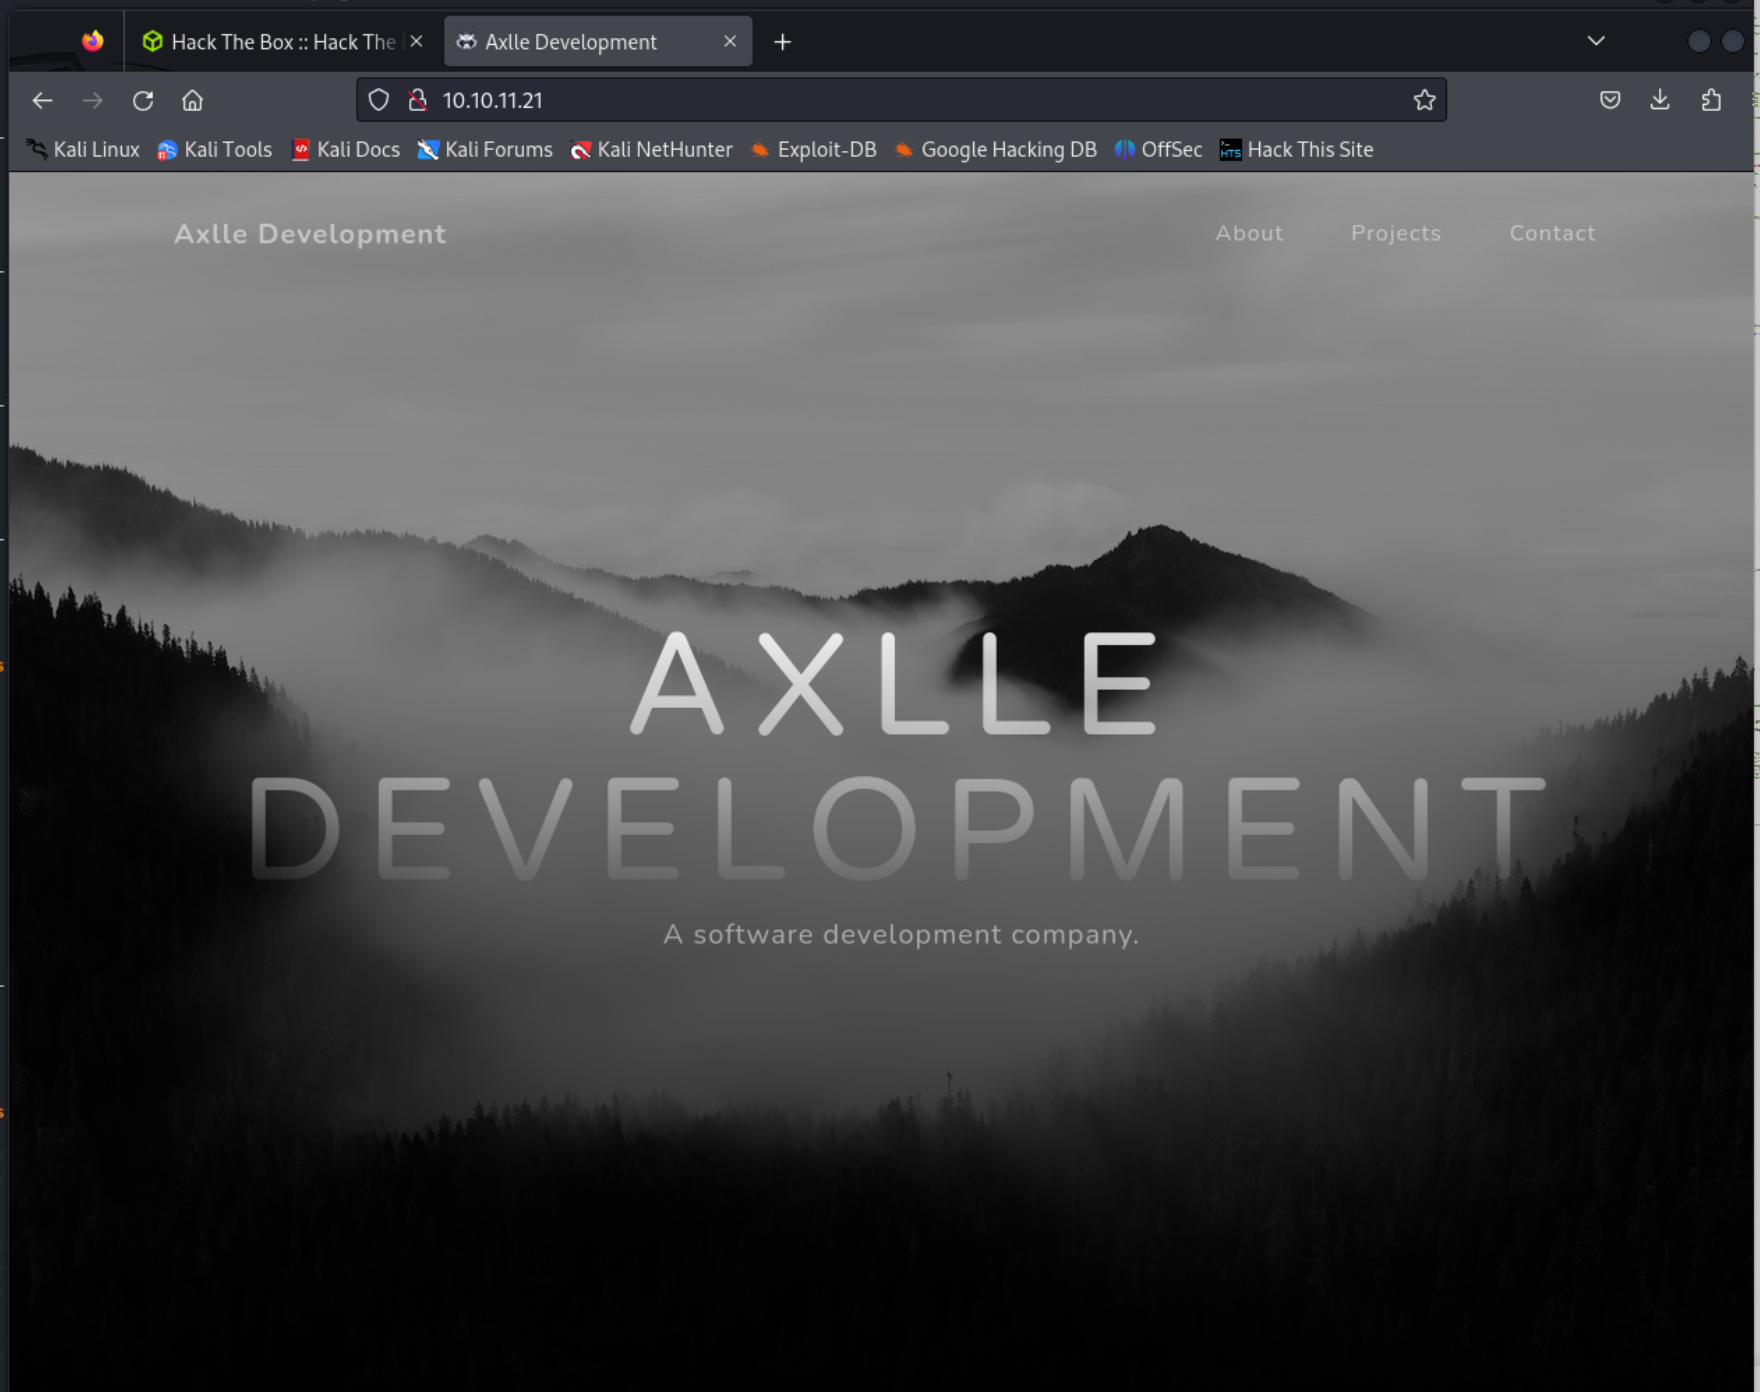 Hack The Box :: Hack The
Axlle Development
10.10.11.21
Kali Linux
Kali Tools
Kali Docs
Kali Forums
Kali NetHunter
Exploit-DB
Google Hacking DB
OffSec
HTS
Hack This Site
Axlle Development
About
Projects
Contact
AXLLE
DEVELOPMENT
A software development company.